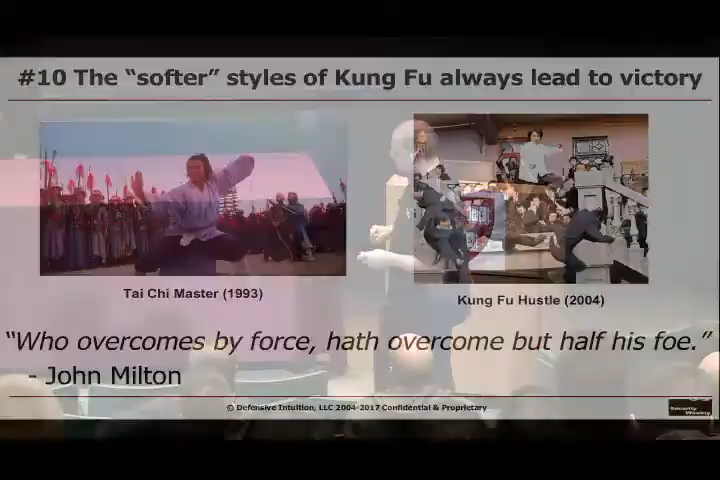 #10 The “softer” styles of Kung Fu always lead to victory
Tai Chi Master (1993)
Kung Fu Hustle (2004)
“Who overcomes by force, hath overcome but half his foe.”
- John Milton
© Defensive Intuition, LLC 2004-2017 Confidential & Proprietary
Security